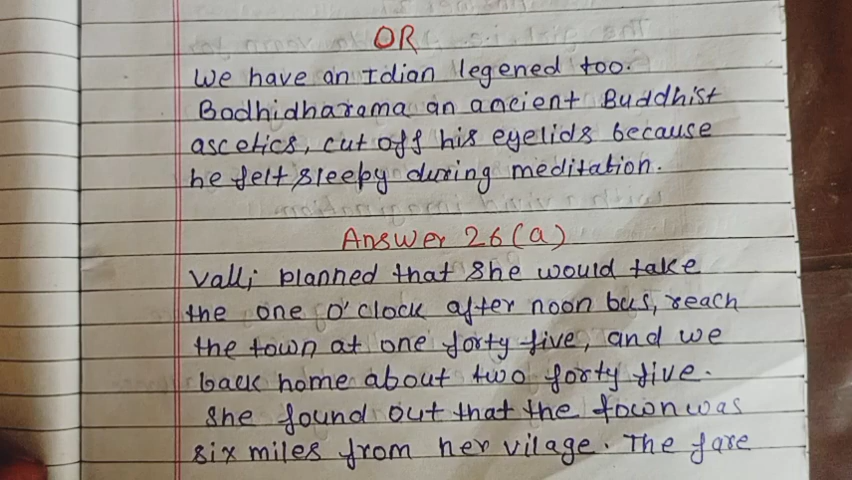 OR
We have an Idian legened too.
Bodhidharama an ancient Buddhist
ascetics, cut off his eyelids because
he felt sleepy during meditation.
Answer 26(a)
Valli planned that she would take
the one O'clock after noon bus, reach
the town at one forty five, and we
back home about two forty five.
She found out that the town was
six miles from her vilage. The fare